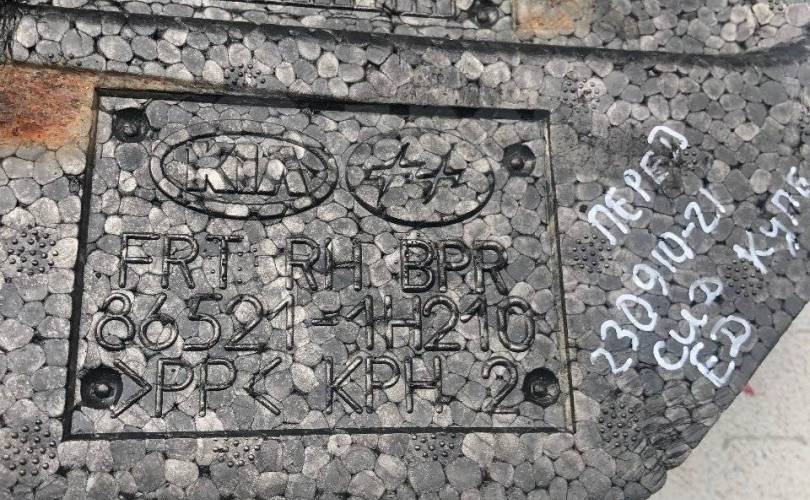 KIA
FRT RH BPR
86521-1H210
>PP< KPH 2
ПЕРЕД
230910-21
СИД КУПЕ
ED